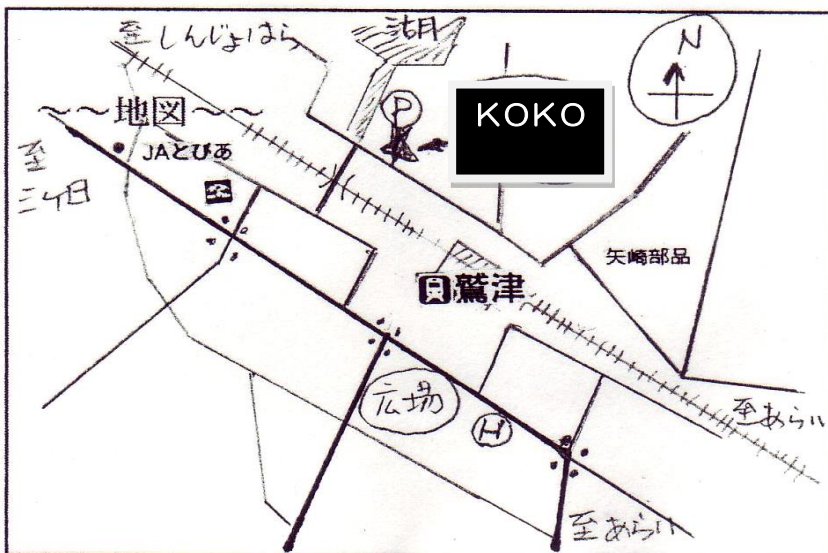 至しんじょはら
湖
N
P
KOKO
～～地図～～
JAとぴあ
至
三ケ日
矢崎部品
鷲津
広場
H
至あらい
至あらい